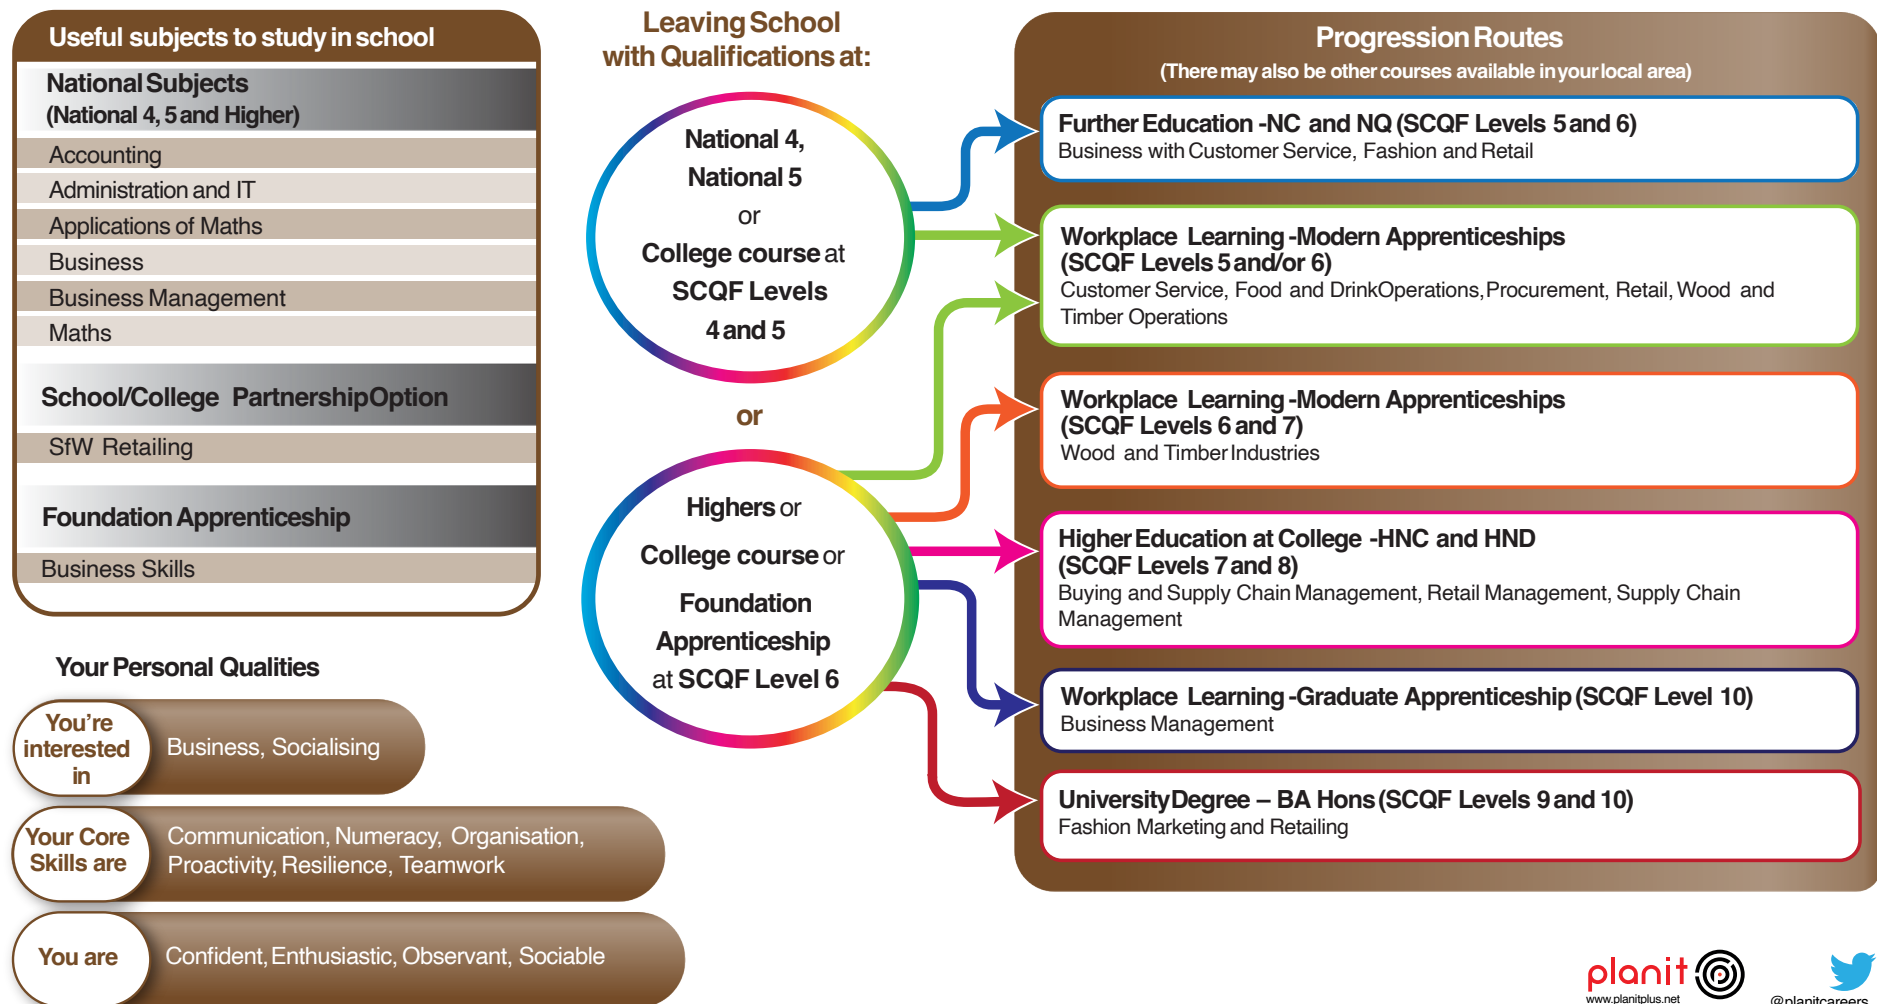 Useful subjects to study in school
National Subjects
(National 4, 5 and Higher)
Accounting
Administration and IT
Applications of Maths
Business
Business Management
Maths
School/College Partnership Option
SfW Retailing
Foundation Apprenticeship
Business Skills
Your Personal Qualities
You're
interested
in
Business, Socialising
Your Core
Skills are
Communication, Numeracy, Organisation,
Proactivity, Resilience, Teamwork
You are
Confident, Enthusiastic, Observant, Sociable
Leaving School
with Qualifications at:
National 4,
National 5
or
College course at
SCQF Levels
4 and 5
or
Highers or
College course or
Foundation
Apprenticeship
at SCQF Level 6
Progression Routes
(There may also be other courses available in your local area)
Further Education -NC and NQ (SCQF Levels 5 and 6)
Business with Customer Service, Fashion and Retail
Workplace Learning -Modern Apprenticeships
(SCQF Levels 5 and/or 6)
Customer Service, Food and Drink Operations, Procurement, Retail, Wood and
Timber Operations
Workplace Learning -Modern Apprenticeships
(SCQF Levels 6 and 7)
Wood and Timber Industries
Higher Education at College -HNC and HND
(SCQF Levels 7 and 8)
Buying and Supply Chain Management, Retail Management, Supply Chain
Management
Workplace Learning -Graduate Apprenticeship (SCQF Level 10)
Business Management
University Degree – BA Hons (SCQF Levels 9 and 10)
Fashion Marketing and Retailing
planit
www.planitplus.net
@planitcareers